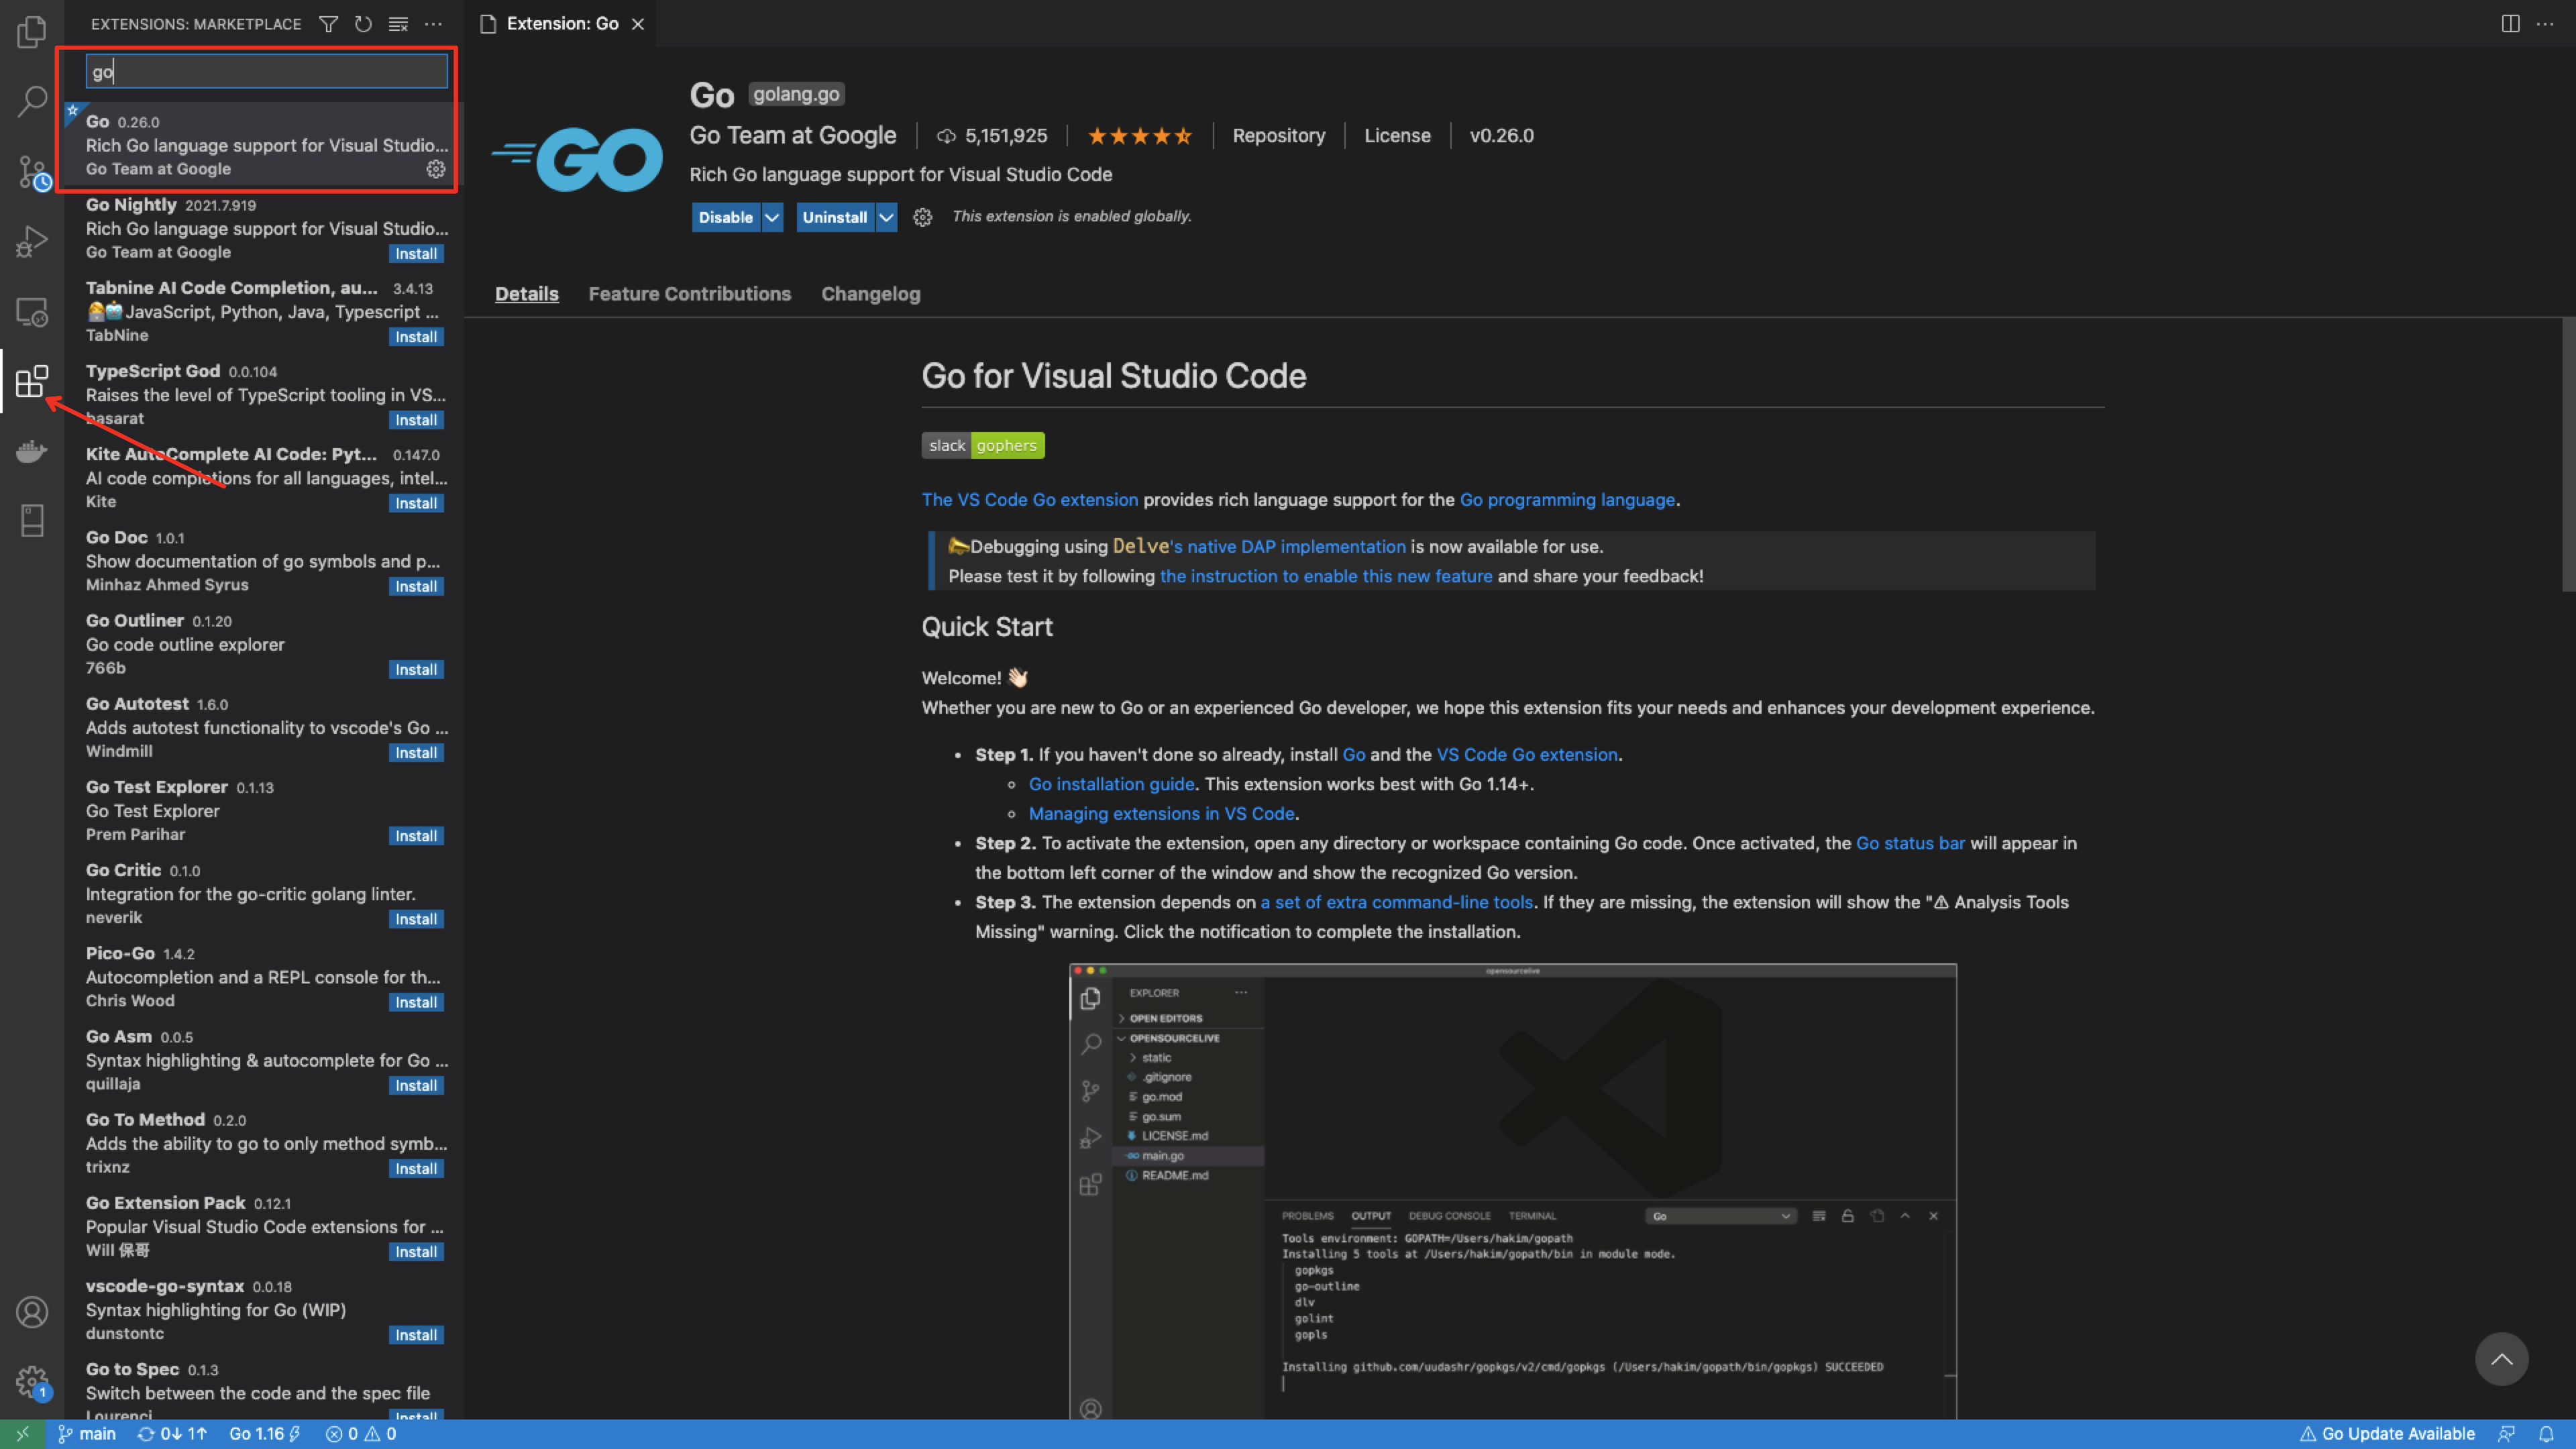 EXTENSIONS: MARKETPLACE
go
Go 0.26.0
Rich Go language support for Visual Studio...
Go Team at Google
Go Nightly 2021.7.919
Rich Go language support for Visual Studio...
Go Team at Google
Install
Tabnine AI Code Completion, au... 3.4.13
JavaScript, Python, Java, Typescript ...
TabNine
Install
TypeScript God 0.0.104
Raises the level of TypeScript tooling in VS...
basarat
Install
Kite AutoComplete AI Code: Pyt... 0.147.0
AI code completions for all languages, intel...
Kite
Install
Go Doc 1.0.1
Show documentation of go symbols and p...
Minhaz Ahmed Syrus
Install
Go Outliner 0.1.20
Go code outline explorer
766b
Install
Go Autotest 1.6.0
Adds autotest functionality to vscode's Go ...
Windmill
Install
Go Test Explorer 0.1.13
Go Test Explorer
Prem Parihar
Install
Go Critic 0.1.0
Integration for the go-critic golang linter.
neverik
Install
Pico-Go 1.4.2
Autocompletion and a REPL console for th...
Chris Wood
Install
Go Asm 0.0.5
Syntax highlighting & autocomplete for Go ...
quillaja
Install
Go To Method 0.2.0
Adds the ability to go to only method symb...
trixnz
Install
Go Extension Pack 0.12.1
Popular Visual Studio Code extensions for ...
Will 保哥
Install
vscode-go-syntax 0.0.18
Syntax highlighting for Go (WIP)
dunstontc
Install
Go to Spec 0.1.3
Switch between the code and the spec file
Lourenci
Install
Extension: Go
GO
Go golang.go
Go Team at Google 5,151,925 Repository License v0.26.0
Rich Go language support for Visual Studio Code
Disable Uninstall This extension is enabled globally.
Details Feature Contributions Changelog
Go for Visual Studio Code
slack gophers
The VS Code Go extension provides rich language support for the Go programming language.
Debugging using Delve's native DAP implementation is now available for use.
Please test it by following the instruction to enable this new feature and share your feedback!
Quick Start
Welcome! 👋🏻
Whether you are new to Go or an experienced Go developer, we hope this extension fits your needs and enhances your development experience.
• Step 1. If you haven't done so already, install Go and the VS Code Go extension.
◦ Go installation guide. This extension works best with Go 1.14+.
◦ Managing extensions in VS Code.
• Step 2. To activate the extension, open any directory or workspace containing Go code. Once activated, the Go status bar will appear in
the bottom left corner of the window and show the recognized Go version.
• Step 3. The extension depends on a set of extra command-line tools. If they are missing, the extension will show the "⚠ Analysis Tools
Missing" warning. Click the notification to complete the installation.
opensourcelive
EXPLORER
OPEN EDITORS
OPENSOURCELIVE
static
.gitignore
go.mod
go.sum
LICENSE.md
main.go
README.md
PROBLEMS OUTPUT DEBUG CONSOLE TERMINAL Go
Tools environment: GOPATH=/Users/hakim/gopath
Installing 5 tools at /Users/hakim/gopath/bin in module mode.
gopkgs
go-outline
dlv
golint
gopls
Installing github.com/uudashr/gopkgs/v2/cmd/gopkgs (/Users/hakim/gopath/bin/gopkgs) SUCCEEDED
1
main 0↓ 1↑ Go 1.16 0 0 Go Update Available